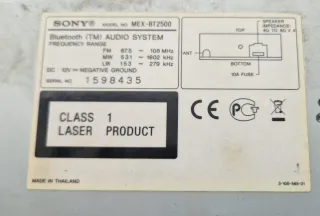 SONY® MODEL NO. MEX-BT2500
Bluetooth (TM) AUDIO SYSTEM
FREQUENCY RANGE
FM 87.5 - 108 MHz
MW 531 - 1602 kHz
LW 153 - 279 kHz
DC 12V⎓ NEGATIVE GROUND
SERIAL NO. 1598435
TOP
SPEAKER
IMPEDANCE
ANT
BOTTOM
10A FUSE
CLASS 1
LASER PRODUCT
CE
MADE IN THAILAND